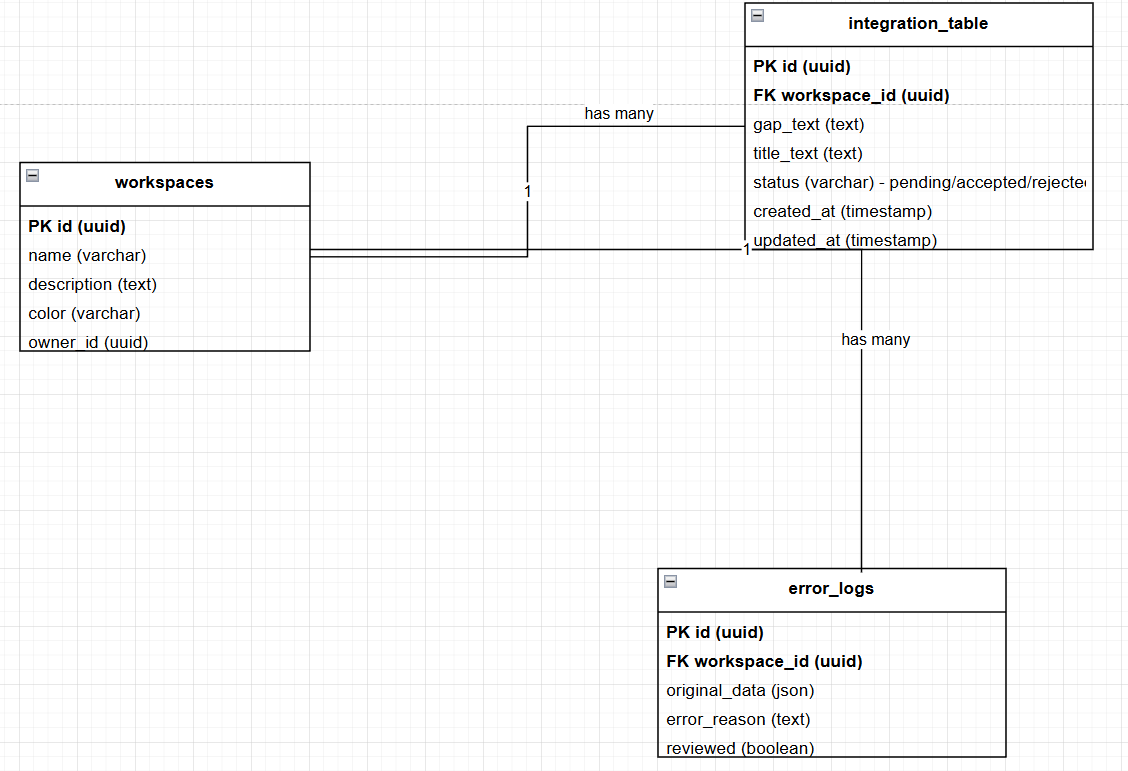 integration_table
PK id (uuid)
FK workspace_id (uuid)
gap_text (text)
title_text (text)
status (varchar) - pending/accepted/rejected
created_at (timestamp)
updated_at (timestamp)
has many
1
1
workspaces
PK id (uuid)
name (varchar)
description (text)
color (varchar)
owner_id (uuid)
has many
error_logs
PK id (uuid)
FK workspace_id (uuid)
original_data (json)
error_reason (text)
reviewed (boolean)